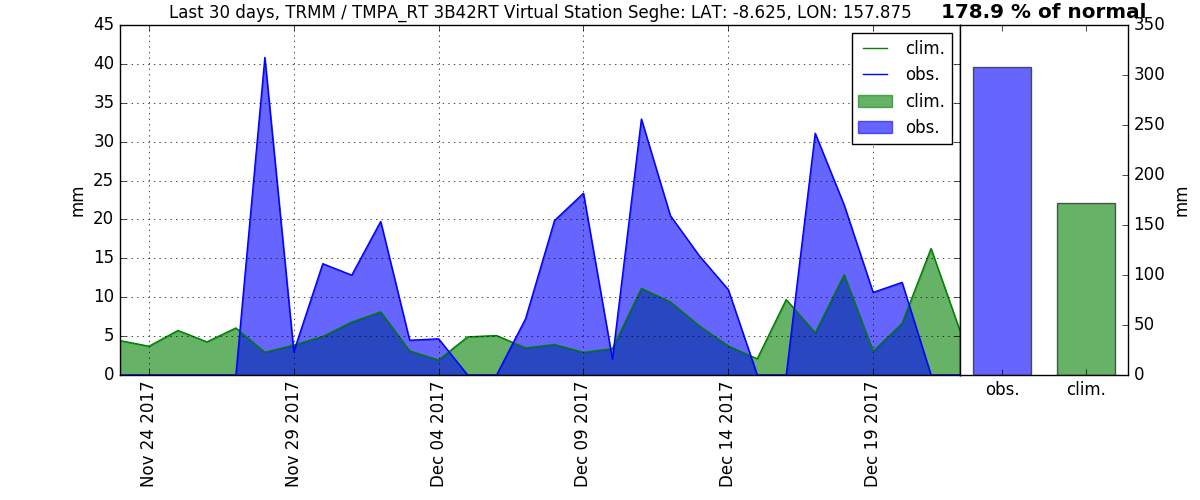 Last 30 days, TRMM / TMPA_RT 3B42RT Virtual Station Seghe: LAT: -8.625, LON: 157.875
178.9 % of normal
45
40
35
30
25
20
15
10
5
0
mm
clim.
obs.
clim.
obs.
Nov 24 2017
Nov 29 2017
Dec 04 2017
Dec 09 2017
Dec 14 2017
Dec 19 2017
350
300
250
200
150
100
50
0
mm
obs.
clim.